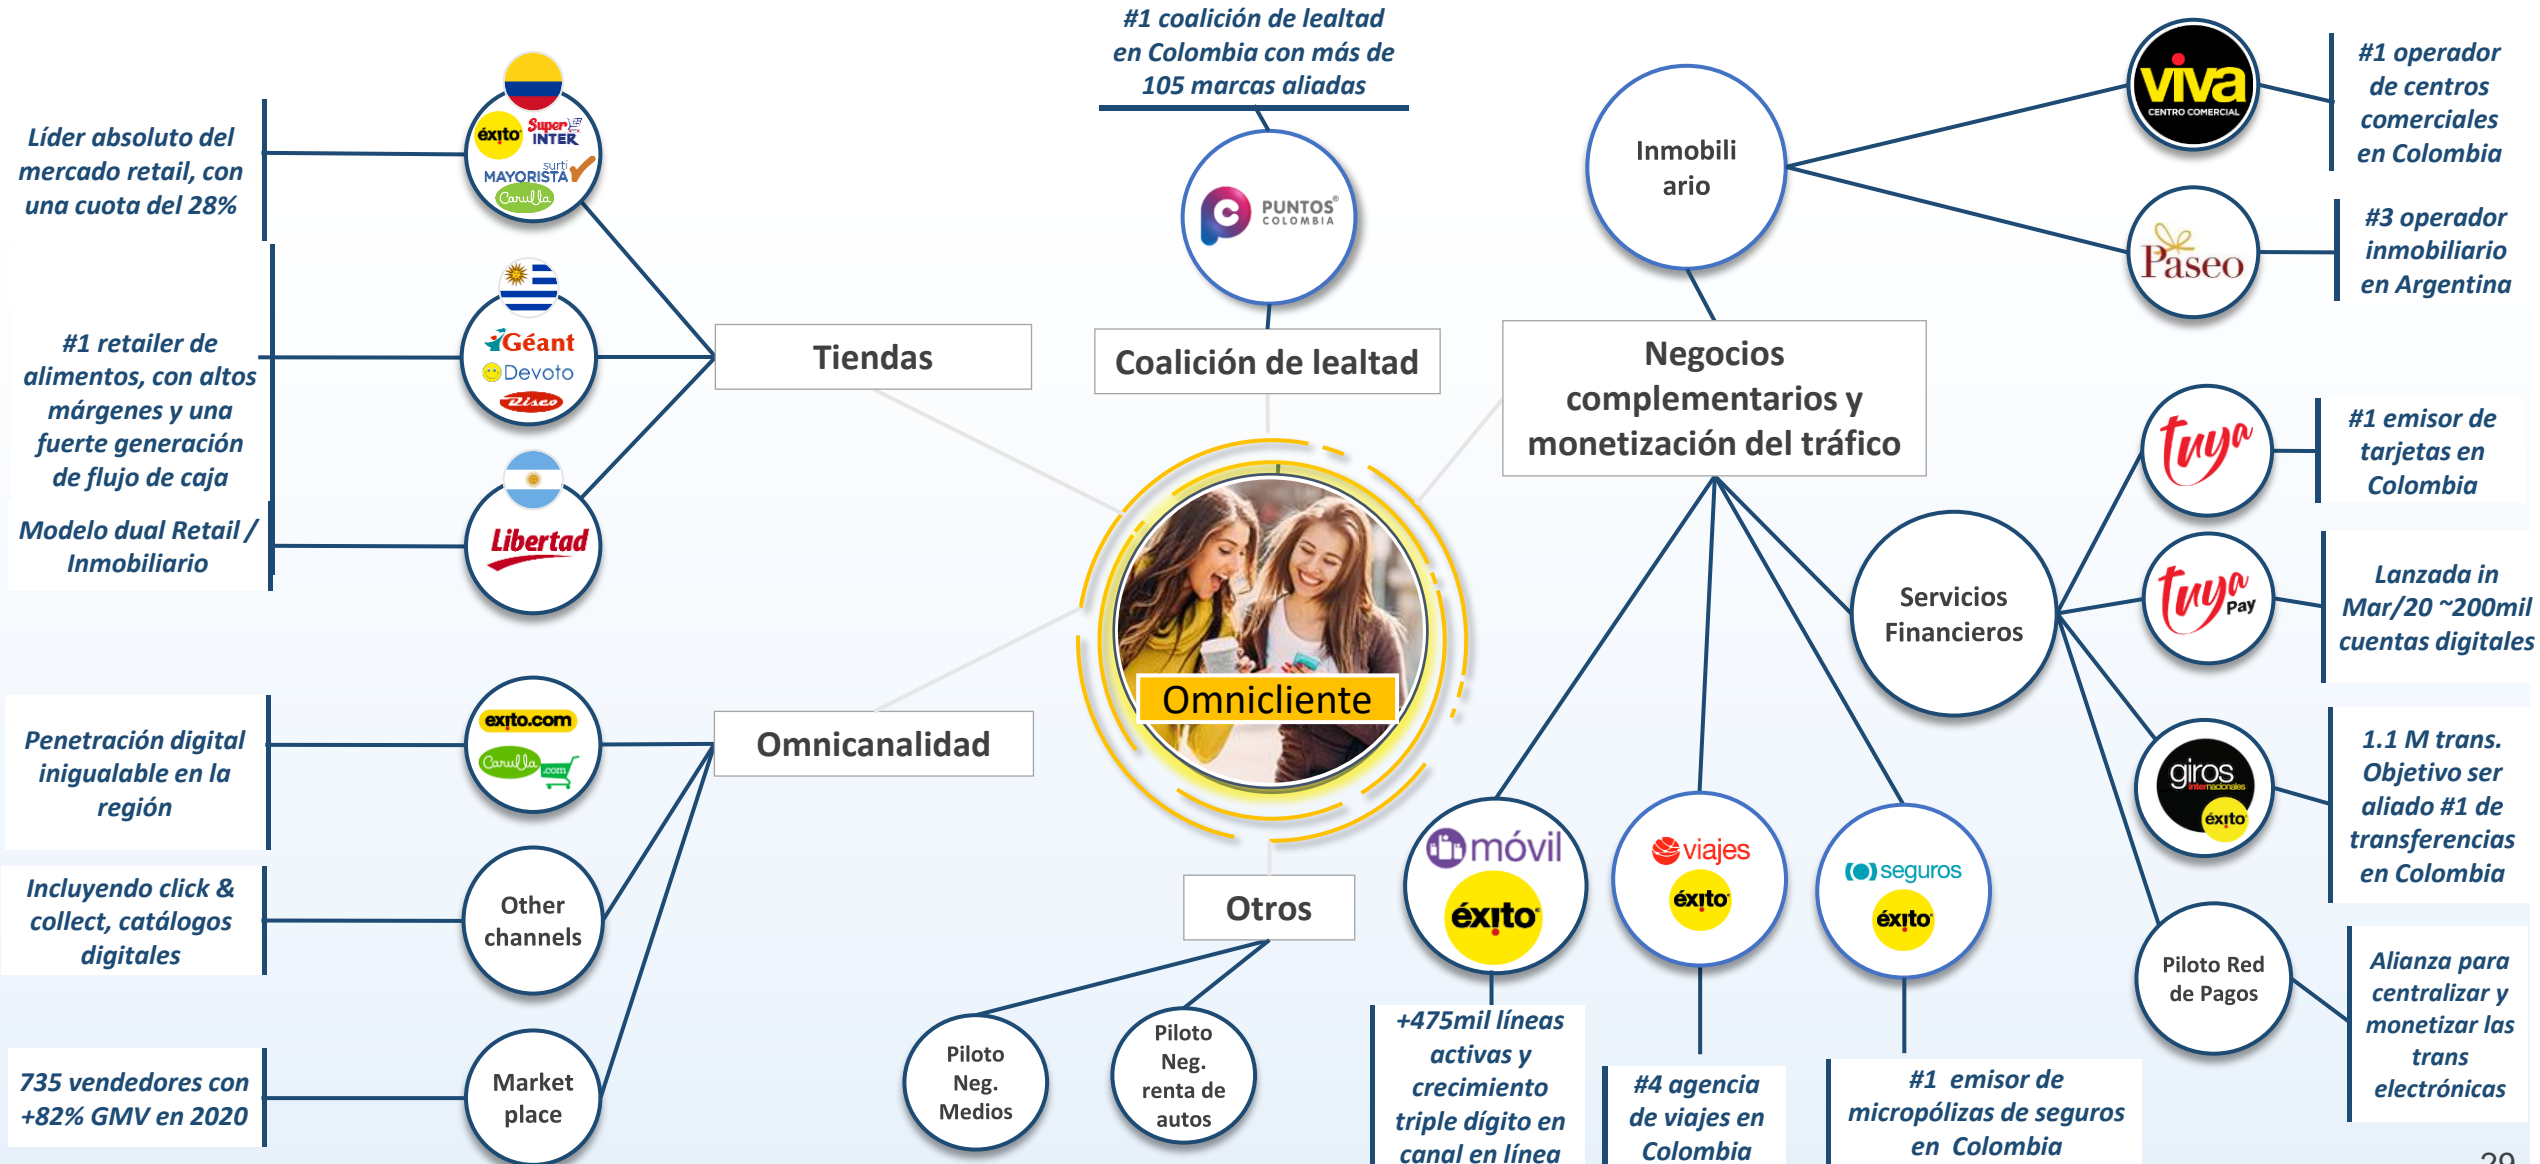 #1 coalición de lealtad
en Colombia con más de
105 marcas aliadas
PUNTOS®
COLOMBIA
Coalición de lealtad
Líder absoluto del
mercado retail, con
una cuota del 28%
éxito
Super
INTER
surti
MAYORISTA
Carulla
#1 retailer de
alimentos, con altos
márgenes y una
fuerte generación
de flujo de caja
Géant
Devoto
Disco
Modelo dual Retail /
Inmobiliario
Libertad
Tiendas
Penetración digital
inigualable en la
región
exito.com
Carulla
.com
Incluyendo click &
collect, catálogos
digitales
Other
channels
735 vendedores con
+82% GMV en 2020
Market
place
Omnicanalidad
Omnicliente
Otros
Piloto
Neg.
Medios
Piloto
Neg.
renta de
autos
Inmobili
ario
viva
CENTRO COMERCIAL
#1 operador
de centros
comerciales
en Colombia
Paseo
#3 operador
inmobiliario
en Argentina
Negocios
complementarios y
monetización del tráfico
Servicios
Financieros
tuya
#1 emisor de
tarjetas en
Colombia
tuya
Pay
Lanzada in
Mar/20 ~200mil
cuentas digitales
giros
internacionales
éxito
1.1 M trans.
Objetivo ser
aliado #1 de
transferencias
en Colombia
Piloto Red
de Pagos
Alianza para
centralizar y
monetizar las
trans
electrónicas
móvil
éxito
+475mil líneas
activas y
crecimiento
triple dígito en
canal en línea
viajes
éxito
#4 agencia
de viajes en
Colombia
seguros
éxito
#1 emisor de
micropólizas de seguros
en Colombia
29